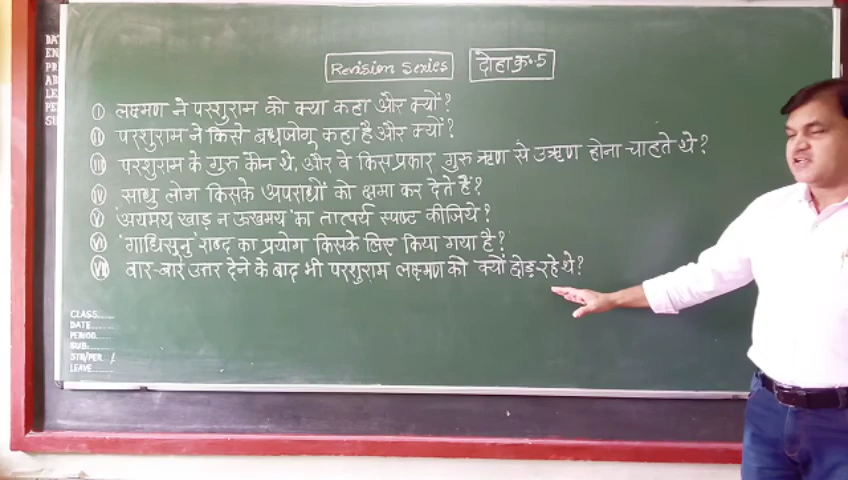 Revision Series दोहा क्र. 5
I लक्ष्मण ने परशुराम को क्या कहा और क्यों?
II परशुराम ने किसे बधजोगू कहा है और क्यों?
III परशुराम के गुरु कौन थे, और वे किस प्रकार गुरु ऋण से उऋण होना चाहते थे?
IV साधु लोग किसके अपराधों को क्षमा कर देते हैं?
V 'अयमय खाड़ न ऊखमय' का तात्पर्य स्पष्ट कीजिये?
VI 'गाधिसुनु' शब्द का प्रयोग किसके लिए किया गया है?
VII बार-बार उत्तर देने के बाद भी परशुराम लक्ष्मण को क्यों छोड़ रहे थे?
CLASS.....
DATE.....
PERIOD.....
SUB.....
STR/PER /
LEAVE.....